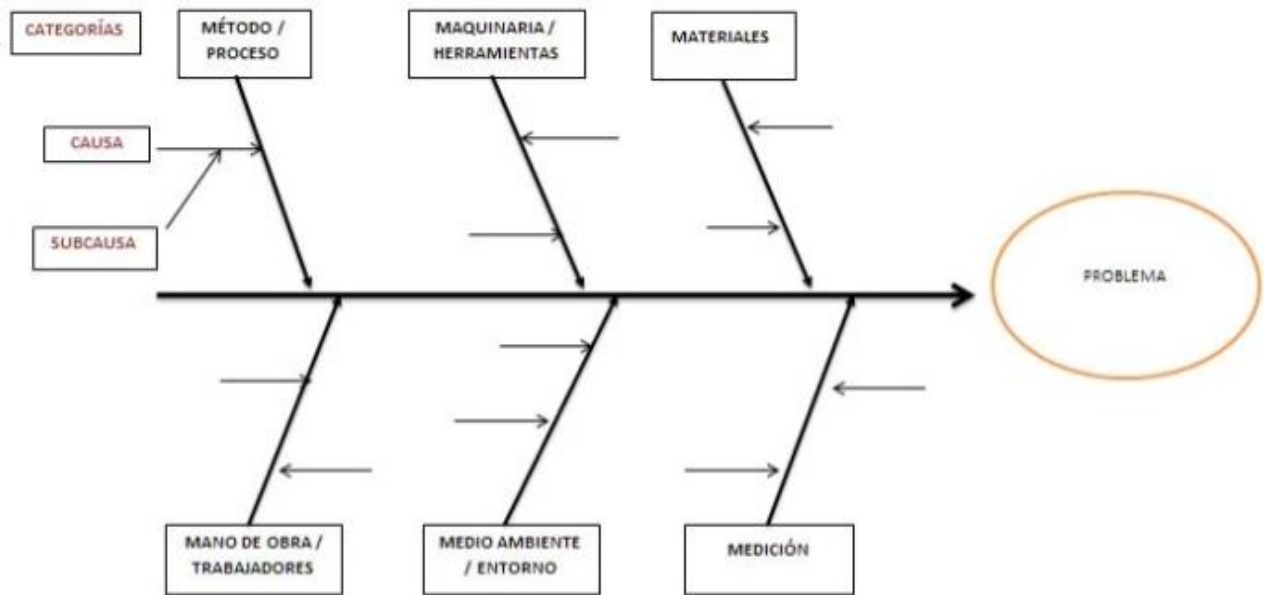 CATEGORÍAS
MÉTODO /
PROCESO
MAQUINARIA /
HERRAMIENTAS
MATERIALES
CAUSA
SUBCAUSA
PROBLEMA
MANO DE OBRA /
TRABAJADORES
MEDIO AMBIENTE
/ ENTORNO
MEDICIÓN